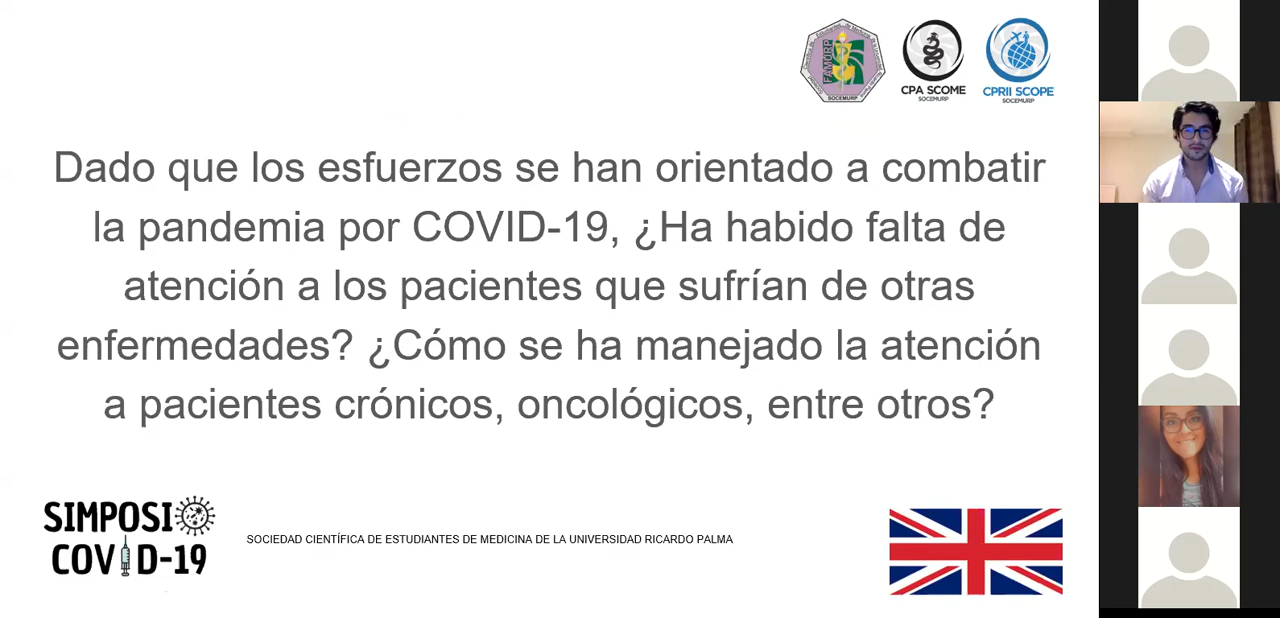 FAMURP
SOCEMURP
CPA SCOME
SOCEMURP
CPRII SCOPE
SOCEMURP
Dado que los esfuerzos se han orientado a combatir
la pandemia por COVID-19, ¿Ha habido falta de
atención a los pacientes que sufrían de otras
enfermedades? ¿Cómo se ha manejado la atención
a pacientes crónicos, oncológicos, entre otros?
SIMPOSIO
COVID-19
SOCIEDAD CIENTÍFICA DE ESTUDIANTES DE MEDICINA DE LA UNIVERSIDAD RICARDO PALMA